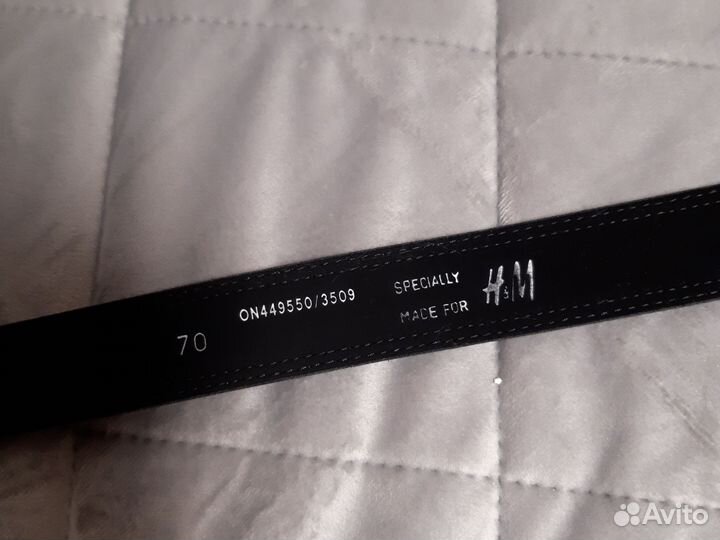 70
ON449550/3509
SPECIALLY
MADE FOR
H&M
Avito